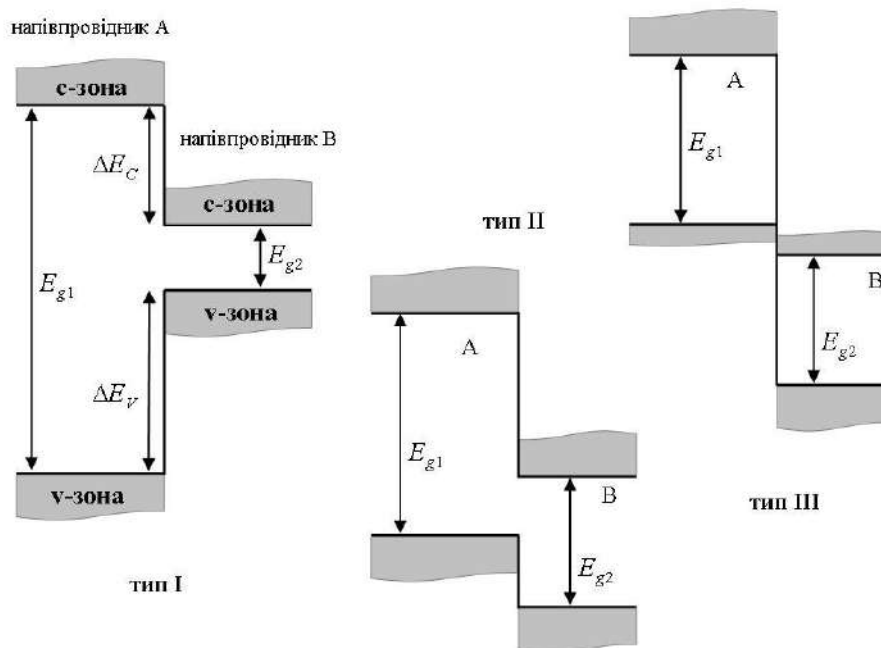 напівпровідник A
c-зона
ΔE_C
напівпровідник B
c-зона
E_g1
E_g2
v-зона
ΔE_V
v-зона
тип I
тип II
A
E_g1
B
E_g2
A
E_g1
B
E_g2
тип III